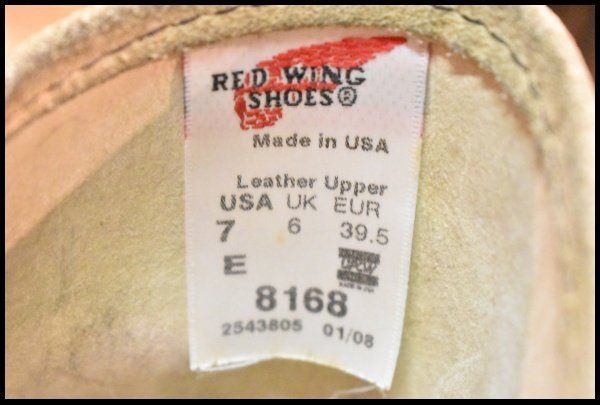 RED WING
SHOES®
Made in USA
Leather Upper
USA UK EUR
7 6 39.5
E
8168
2543805 01/08